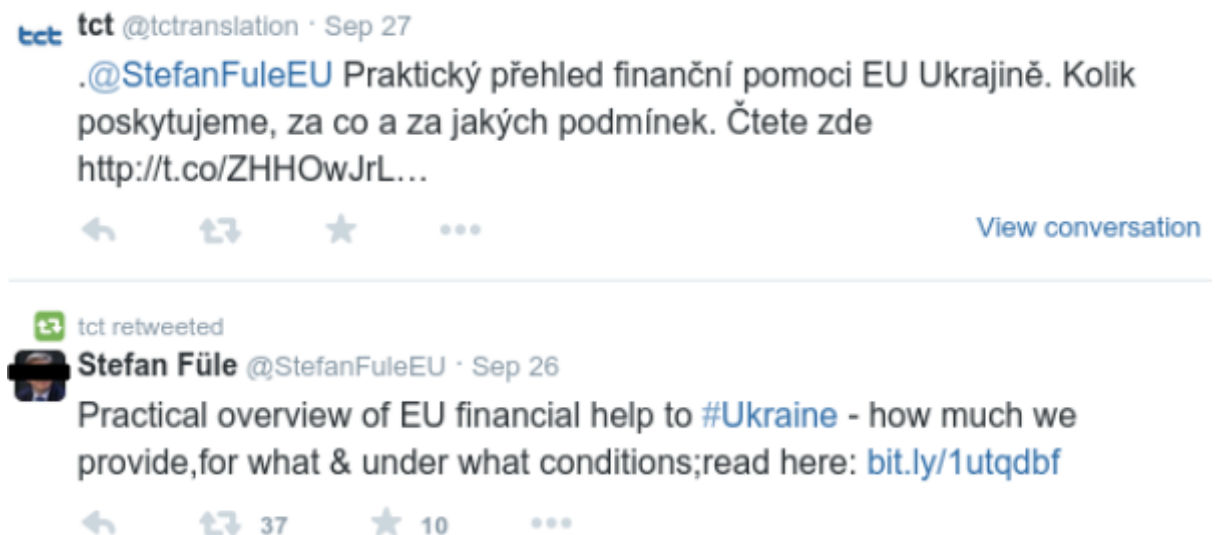 tct tct @tctranslation · Sep 27
.@StefanFuleEU Praktický přehled finanční pomoci EU Ukrajině. Kolik
poskytujeme, za co a za jakých podmínek. Čtete zde
http://t.co/ZHHOwJrL…
View conversation
tct retweeted
Stefan Füle @StefanFuleEU · Sep 26
Practical overview of EU financial help to #Ukraine - how much we
provide,for what & under what conditions;read here: bit.ly/1utqdbf
37 10